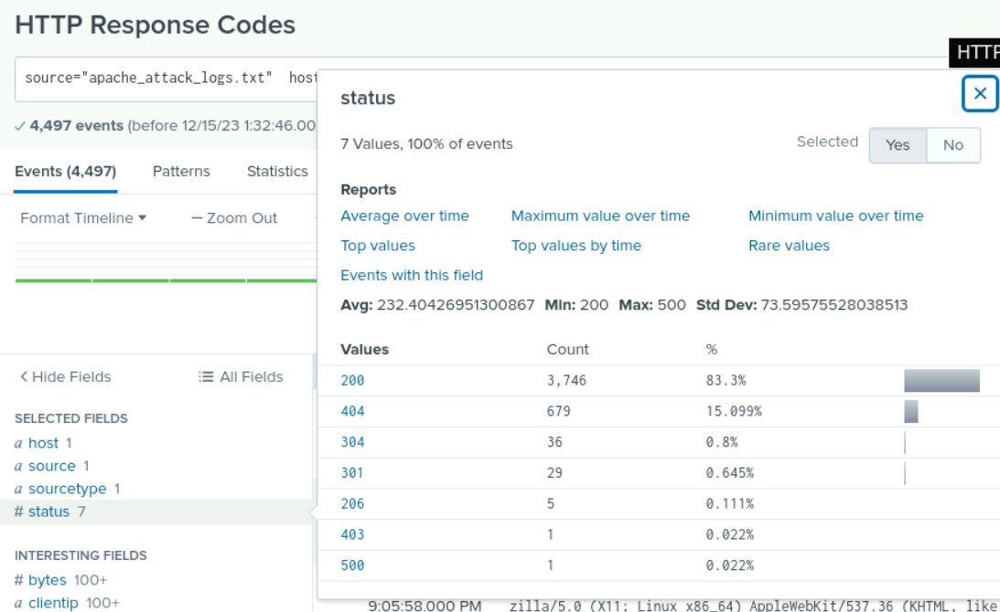 HTTP Response Codes
HTTP
source="apache_attack_logs.txt" host
4,497 events (before 12/15/23 1:32:46.00
Events (4,497) Patterns Statistics
Format Timeline — Zoom Out
status
7 Values, 100% of events Selected Yes No
Reports
Average over time Maximum value over time Minimum value over time
Top values Top values by time Rare values
Events with this field
Avg: 232.40426951300867 Min: 200 Max: 500 Std Dev: 73.59575528038513
Values Count %
200 3,746 83.3%
404 679 15.099%
304 36 0.8%
301 29 0.645%
206 5 0.111%
403 1 0.022%
500 1 0.022%
Hide Fields All Fields
SELECTED FIELDS
a host 1
a source 1
a sourcetype 1
# status 7
INTERESTING FIELDS
# bytes 100+
a clientip 100+
9:05:58.000 PM zilla/5.0 (X11; Linux x86_64) AppleWebKit/537.36 (KHTML, like